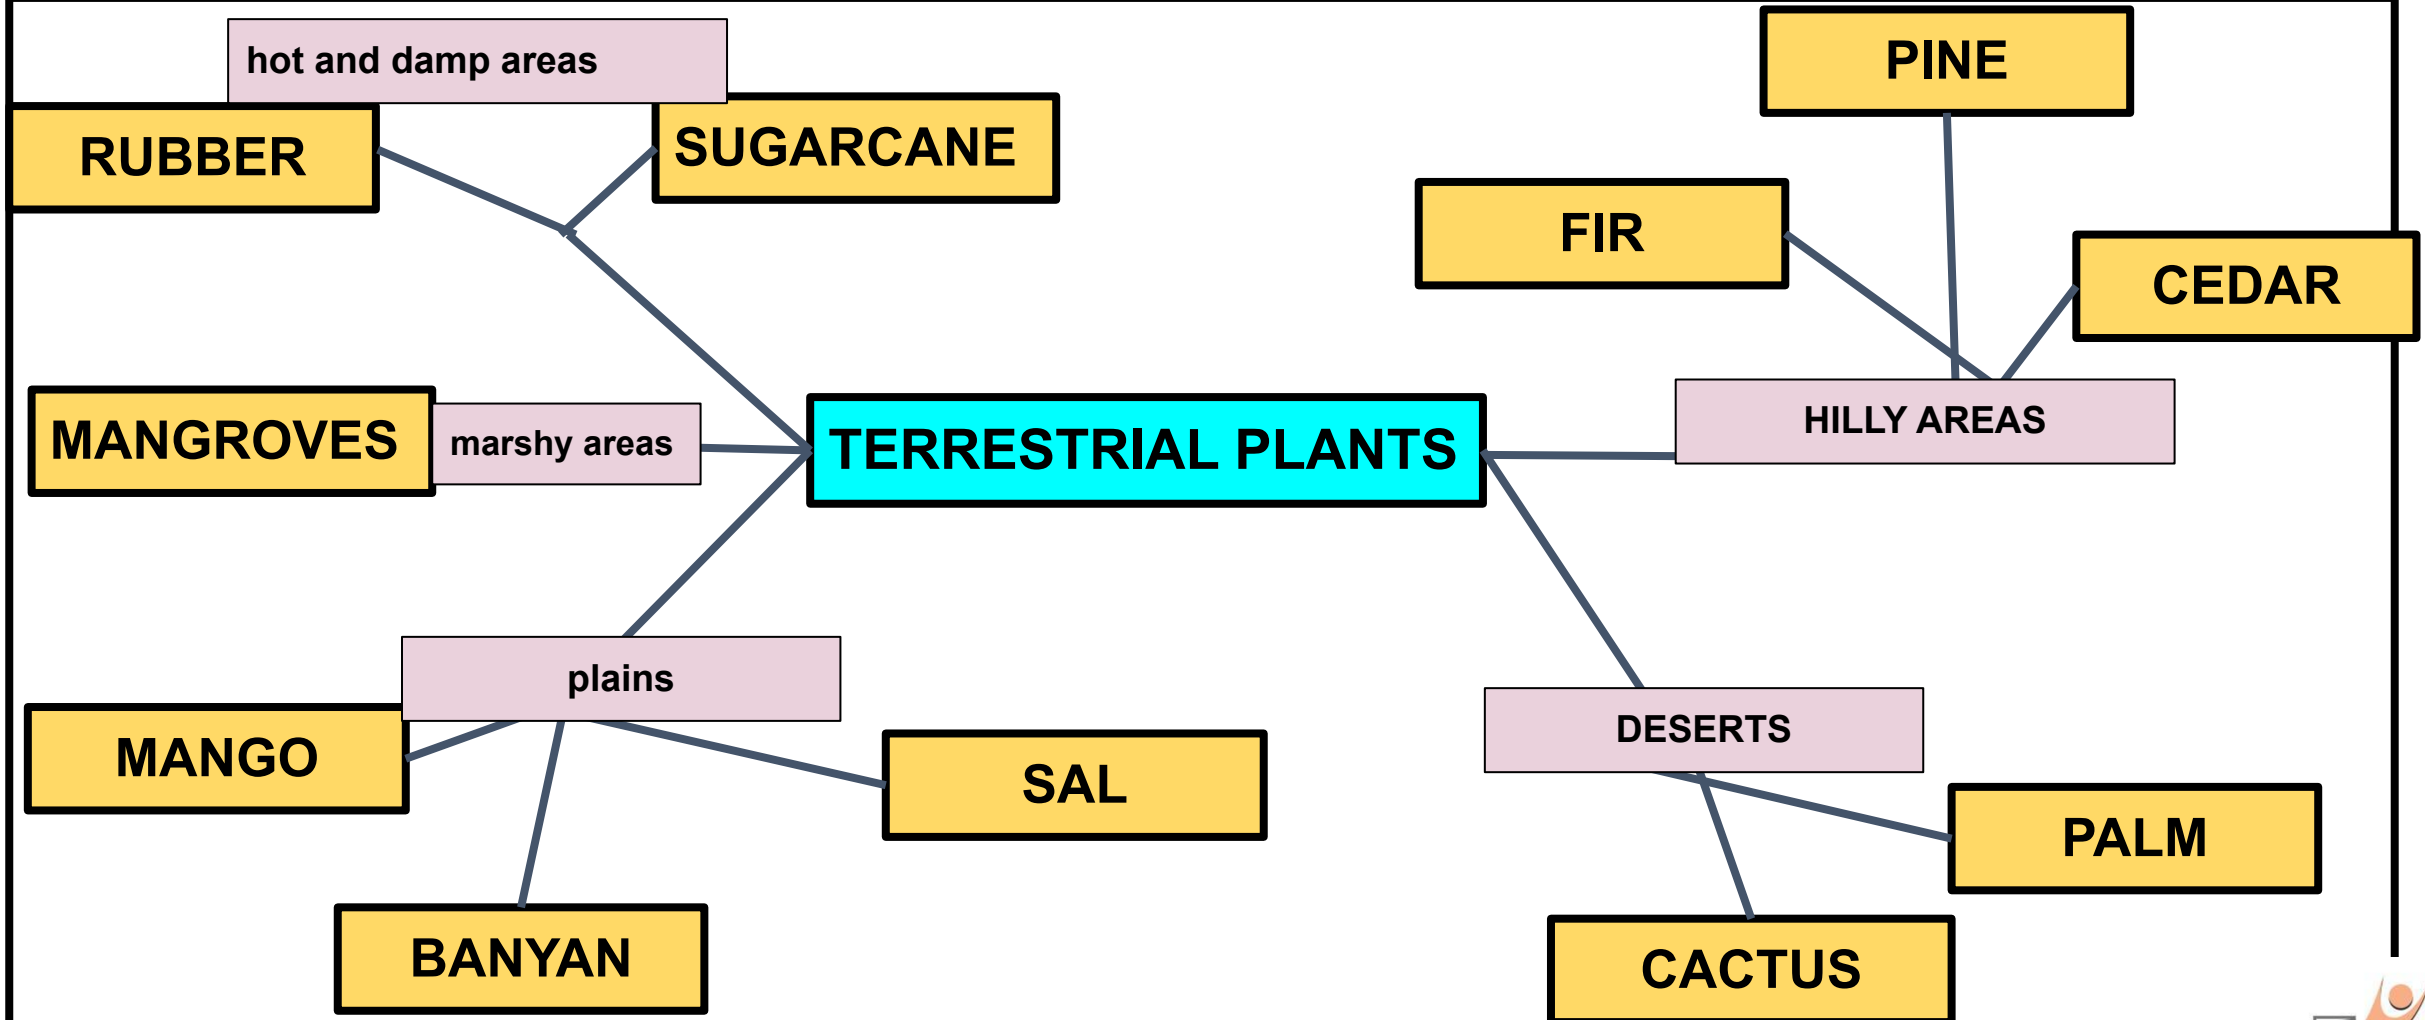 hot and damp areas
PINE
RUBBER
SUGARCANE
FIR
CEDAR
MANGROVES
marshy areas
TERRESTRIAL PLANTS
HILLY AREAS
plains
DESERTS
MANGO
SAL
PALM
BANYAN
CACTUS